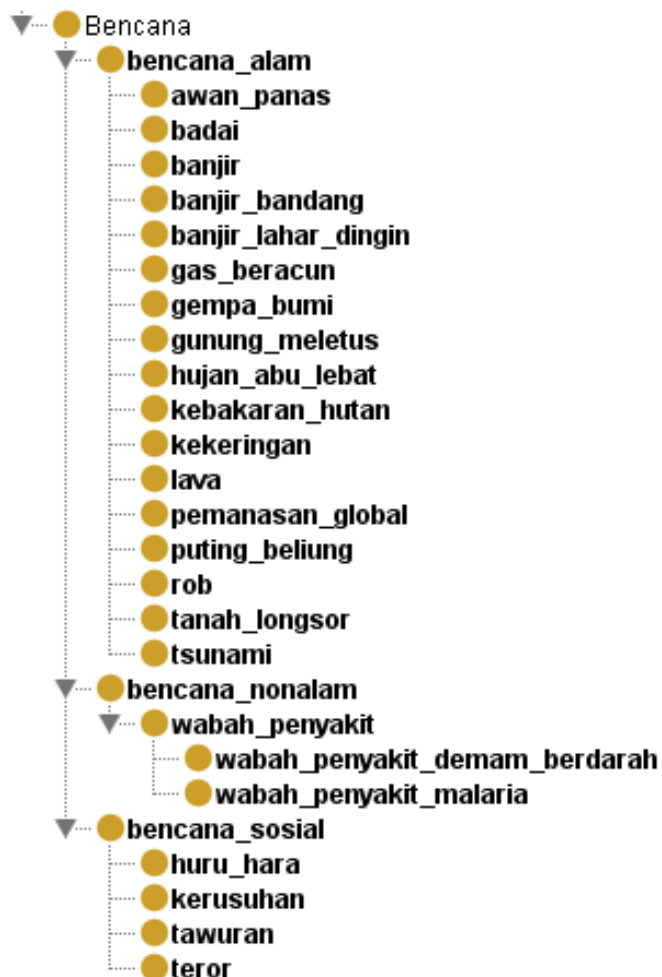 Bencana
bencana_alam
awan_panas
badai
banjir
banjir_bandang
banjir_lahar_dingin
gas_beracun
gempa_bumi
gunung_meletus
hujan_abu_lebat
kebakaran_hutan
kekeringan
lava
pemanasan_global
puting_beliung
rob
tanah_longsor
tsunami
bencana_nonalam
wabah_penyakit
wabah_penyakit_demam_berdarah
wabah_penyakit_malaria
bencana_sosial
huru_hara
kerusuhan
tawuran
teror